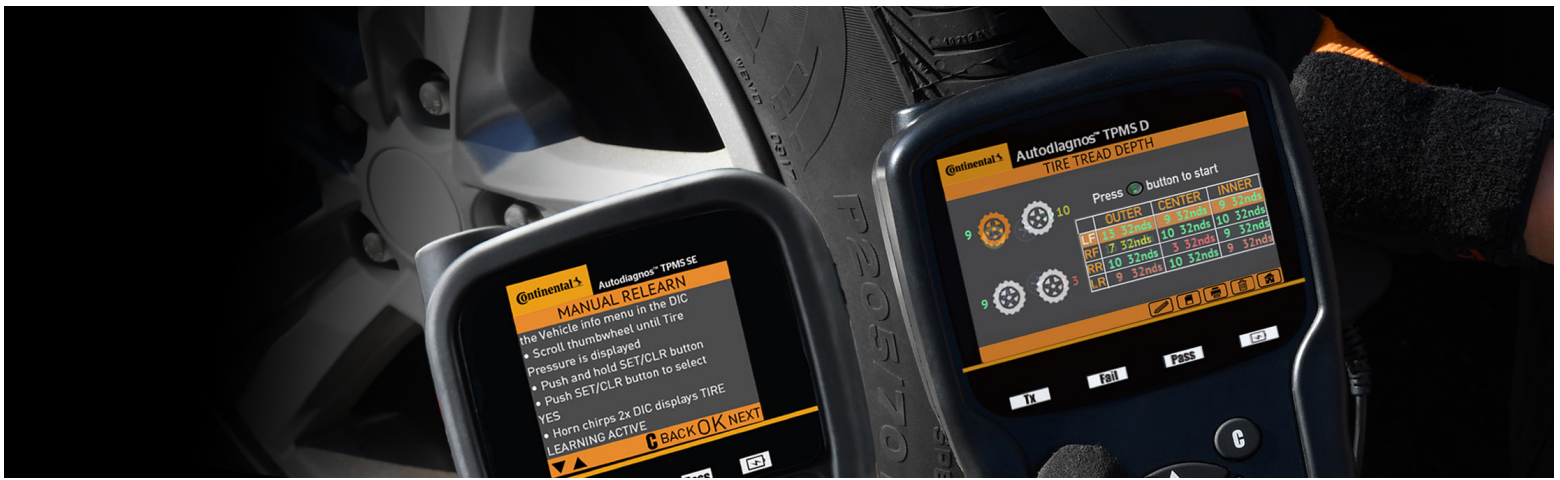 Continental
Autodiagnos™ TPMS SE
MANUAL RELEARN
the Vehicle info menu in the DIC
• Scroll thumbwheel until Tire
Pressure is displayed
• Push and hold SET/CLR button
• Push SET/CLR button to select
YES
• Horn chirps 2x DIC displays TIRE
LEARNING ACTIVE
C BACK OK NEXT
Pass
P205/70
Continental
Autodiagnos™ TPMS D
TIRE TREAD DEPTH
Press button to start
9 10
9 3
OUTER CENTER INNER
LF 13 32nds 9 32nds 9 32nds
RF 7 32nds 10 32nds 10 32nds
RR 10 32nds 3 32nds 9 32nds
LR 9 32nds 10 32nds 9 32nds
Tx Fail Pass
C